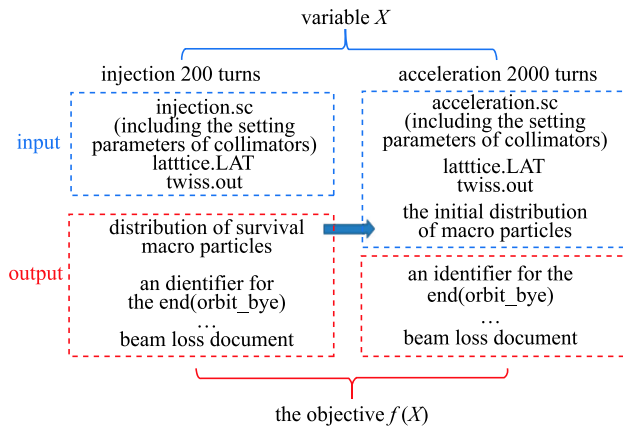 variable X
injection 200 turns
acceleration 2000 turns
input
injection.sc
(including the setting
parameters of collimators)
latttice.LAT
twiss.out
acceleration.sc
(including the setting
parameters of collimators)
latttice.LAT
twiss.out
the initial distribution
of macro particles
output
distribution of survival
macro particles
an dientifier for
the end(orbit_bye)
...
beam loss document
an identifier for the
end(orbit_bye)
...
beam loss document
the objective f (X)